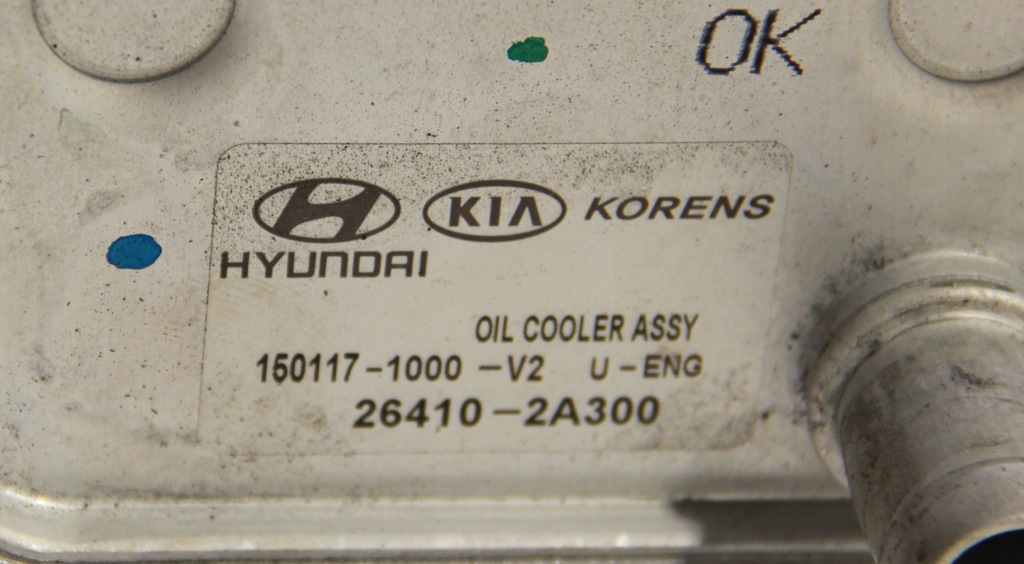 OK
HYUNDAI KIA KORENS
OIL COOLER ASSY
150117-1000 -V2 U-ENG
26410-2A300